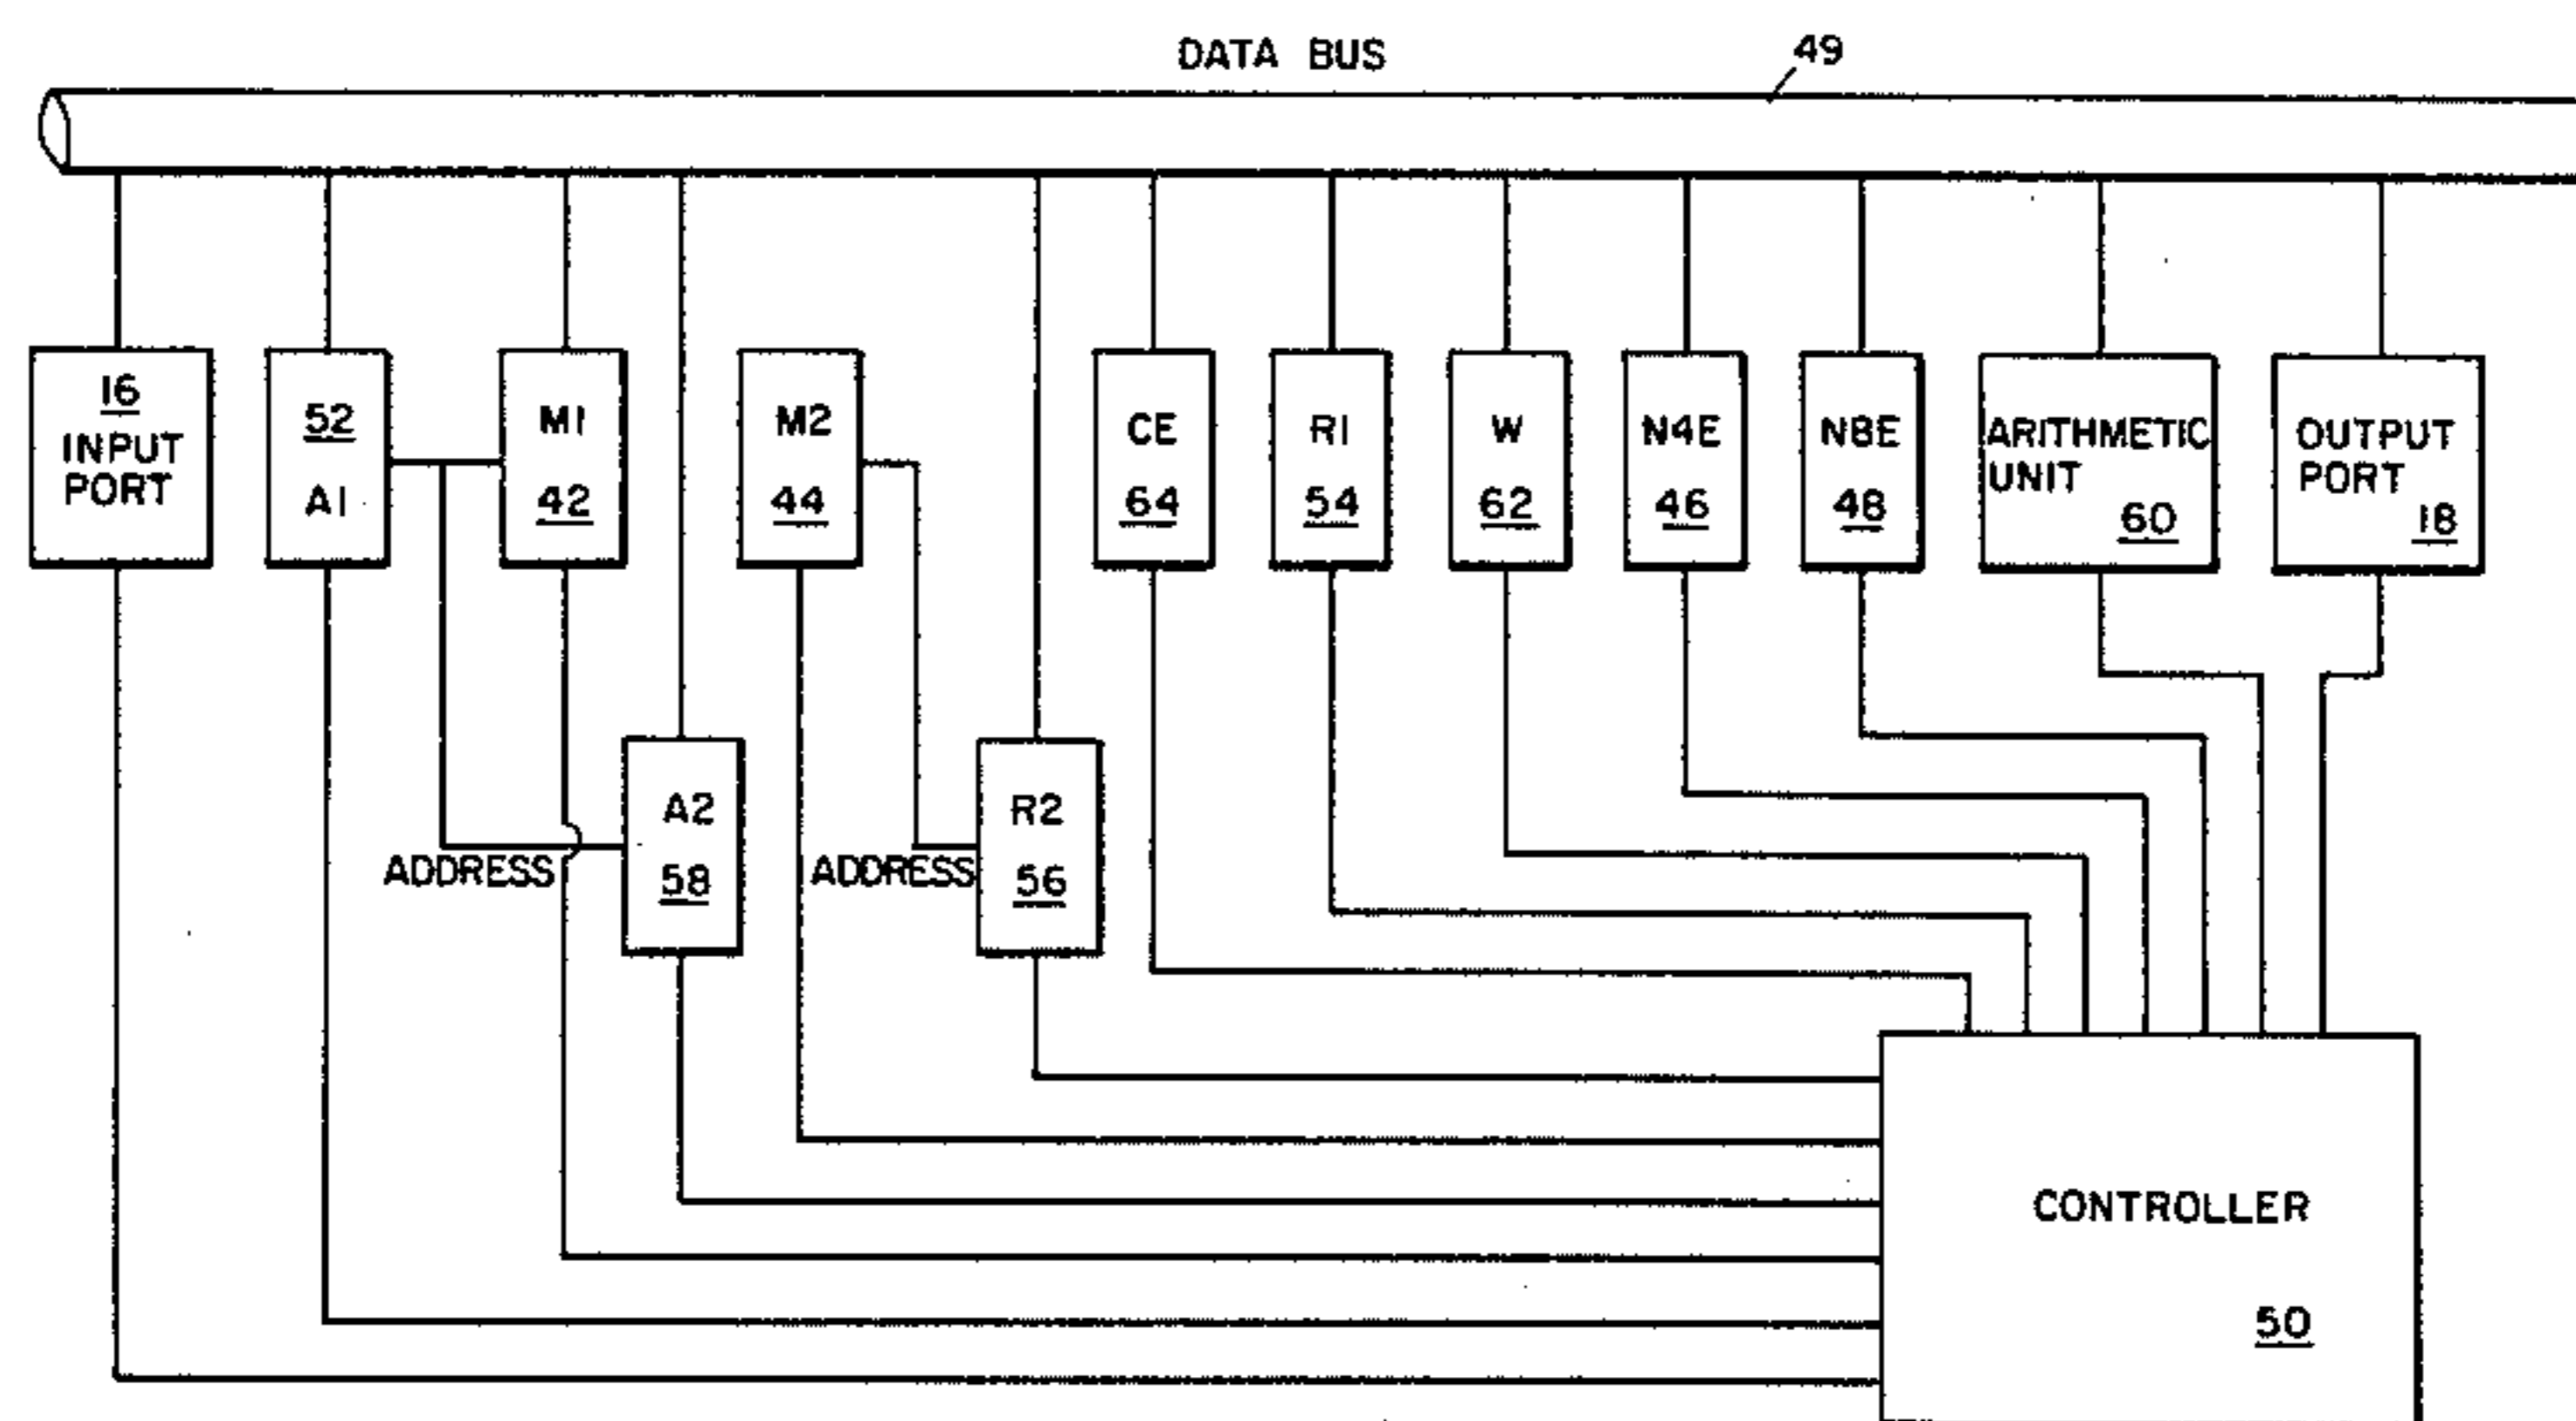 DATA BUS
49
16
INPUT
PORT
52
A1
M1
42
M2
44
CE
64
R1
54
W
62
N4E
46
N8E
48
ARITHMETIC
UNIT
60
OUTPUT
PORT
18
ADDRESS
A2
58
ADDRESS
R2
56
CONTROLLER
50